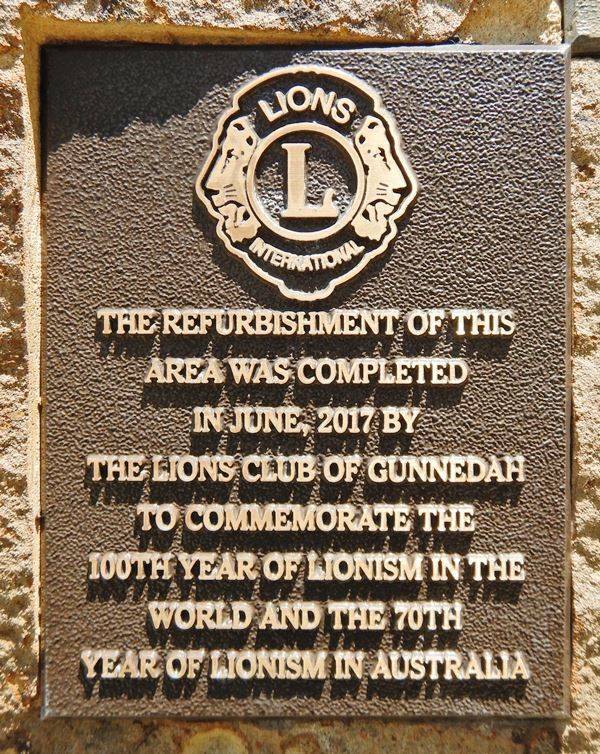 LIONS
L
INTERNATIONAL
THE REFURBISHMENT OF THIS
AREA WAS COMPLETED
IN JUNE, 2017 BY
THE LIONS CLUB OF GUNNEDAH
TO COMMEMORATE THE
100TH YEAR OF LIONISM IN THE
WORLD AND THE 70TH
YEAR OF LIONISM IN AUSTRALIA